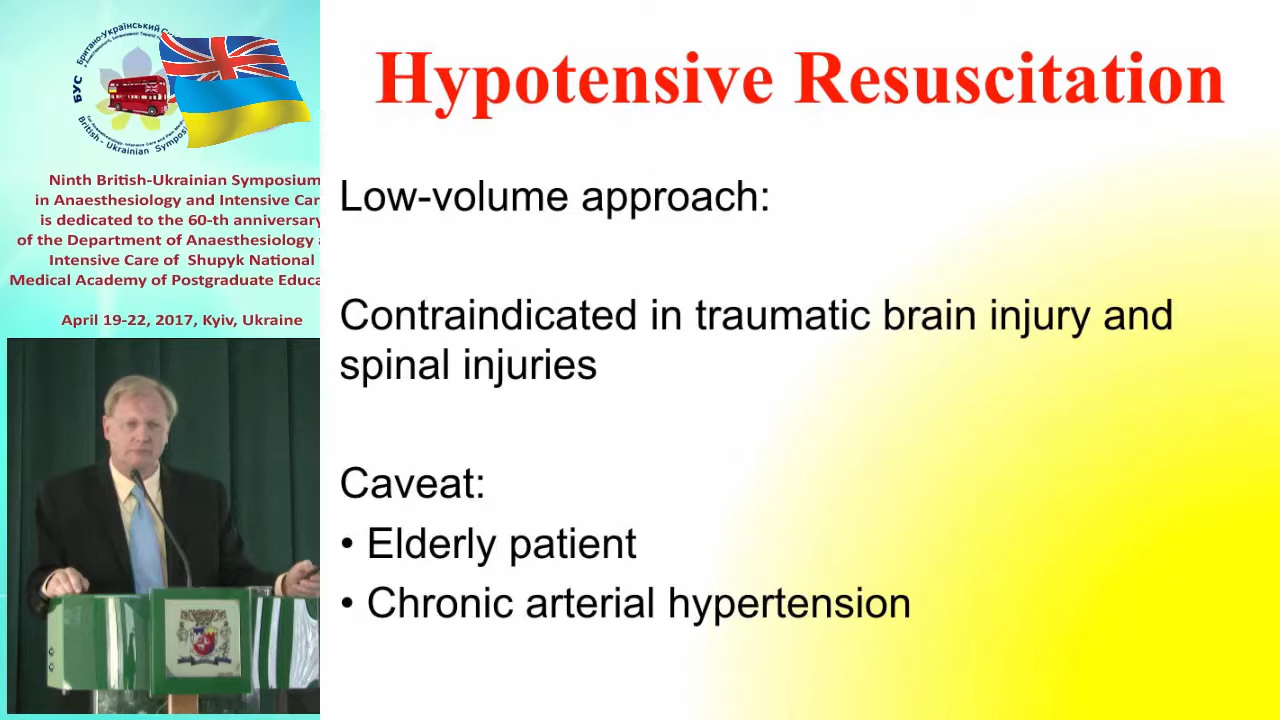 Британо-Український
БУС
British - Ukrainian Symposi
Ninth British-Ukrainian Symposium
in Anaesthesiology and Intensive Car
is dedicated to the 60-th anniversary
of the Department of Anaesthesiology
Intensive Care of Shupyk National
Medical Academy of Postgraduate Educa
April 19-22, 2017, Kyiv, Ukraine
Hypotensive Resuscitation
Low-volume approach:
Contraindicated in traumatic brain injury and
spinal injuries
Caveat:
• Elderly patient
• Chronic arterial hypertension